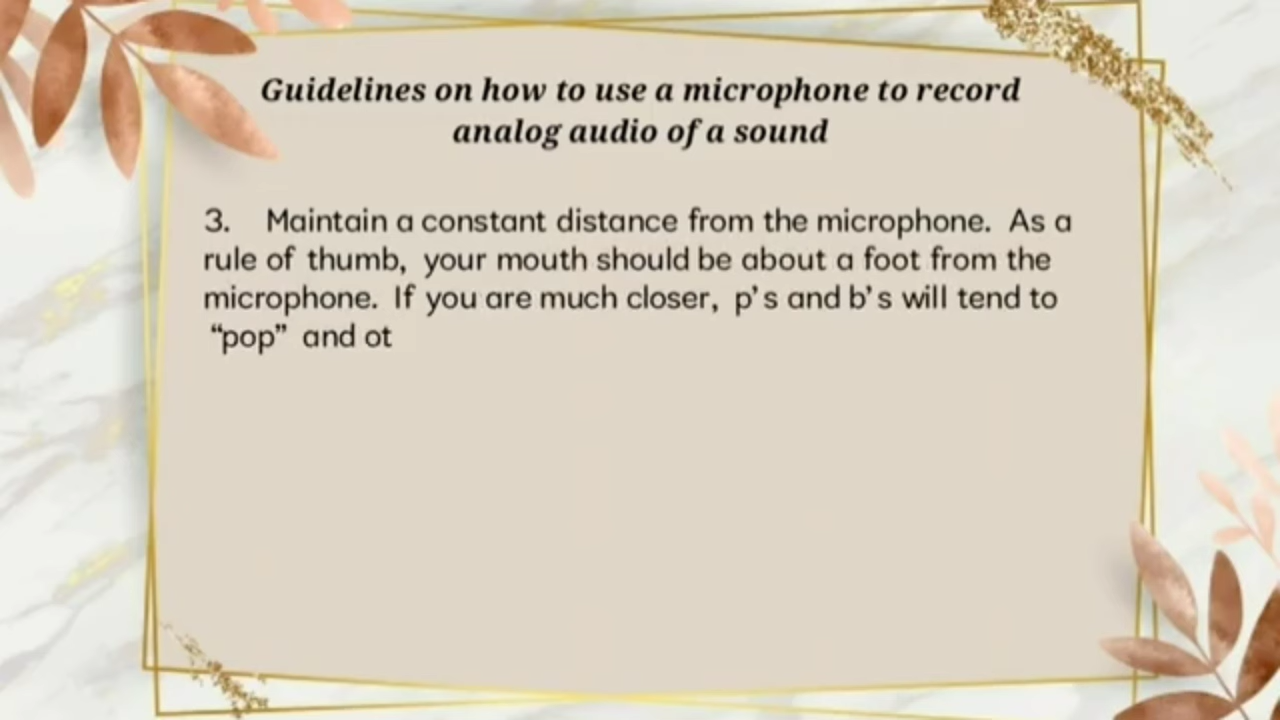 Guidelines on how to use a microphone to record
analog audio of a sound
3. Maintain a constant distance from the microphone. As a
rule of thumb, your mouth should be about a foot from the
microphone. If you are much closer, p’s and b’s will tend to
“pop” and ot